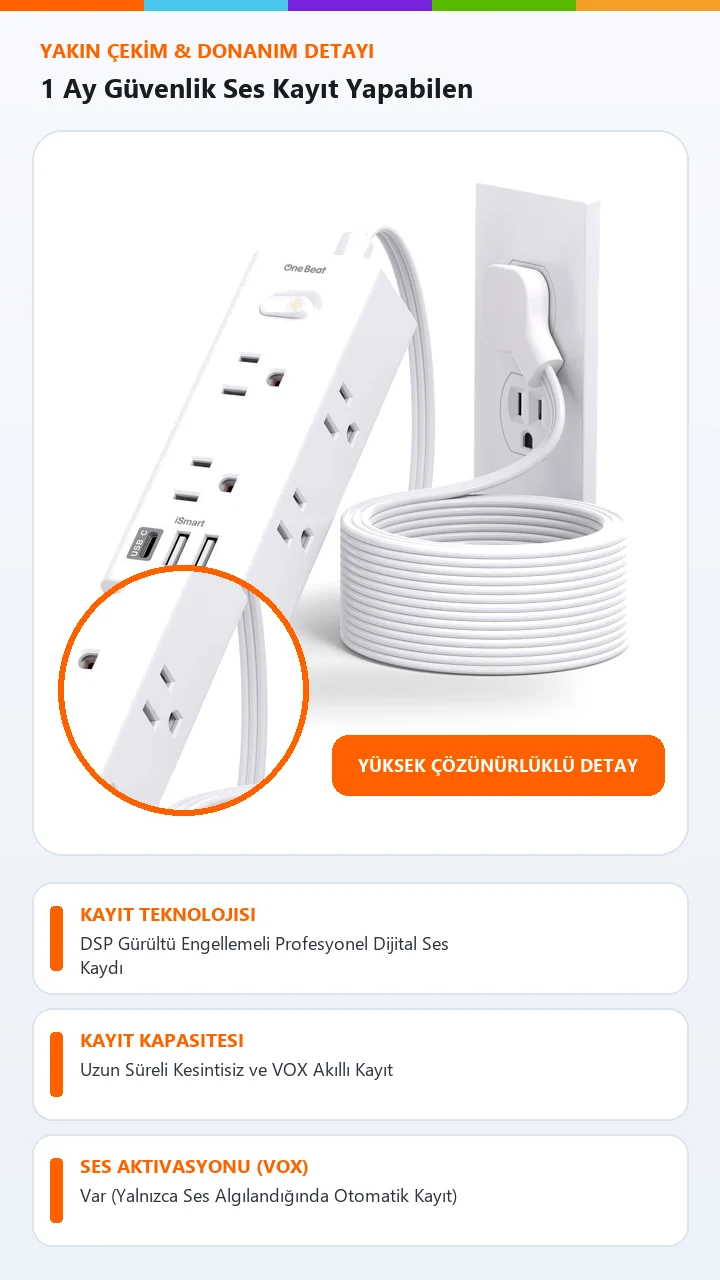 YAKIN ÇEKİM & DONANIM DETAYI
1 Ay Güvenlik Ses Kayıt Yapabilen
OneBeat
iSmart
USB C
YÜKSEK ÇÖZÜNÜRLÜKLÜ DETAY
KAYIT TEKNOLOJISI
DSP Gürültü Engellemeli Profesyonel Dijital Ses
Kaydı
KAYIT KAPASITESI
Uzun Süreli Kesintisiz ve VOX Akıllı Kayıt
SES AKTIVASYONU (VOX)
Var (Yalnızca Ses Algılandığında Otomatik Kayıt)